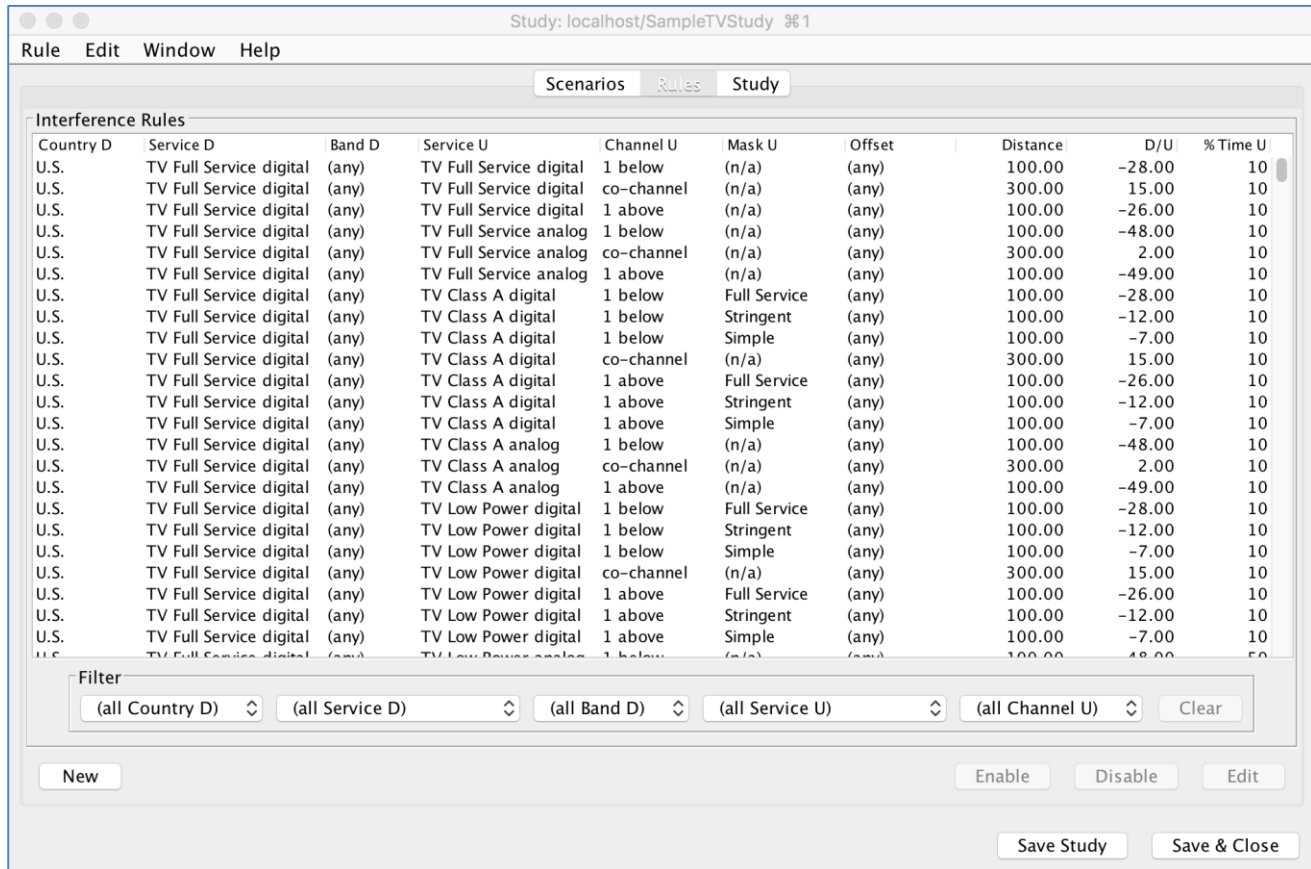 Study: localhost/SampleTVStudy ⌘1
Rule Edit Window Help
Scenarios Rules Study
Interference Rules
Country D Service D Band D Service U Channel U Mask U Offset Distance D/U % Time U
U.S. TV Full Service digital (any) TV Full Service digital 1 below (n/a) (any) 100.00 -28.00 10
U.S. TV Full Service digital (any) TV Full Service digital co-channel (n/a) (any) 300.00 15.00 10
U.S. TV Full Service digital (any) TV Full Service digital 1 above (n/a) (any) 100.00 -26.00 10
U.S. TV Full Service digital (any) TV Full Service analog 1 below (n/a) (any) 100.00 -48.00 10
U.S. TV Full Service digital (any) TV Full Service analog co-channel (n/a) (any) 300.00 2.00 10
U.S. TV Full Service digital (any) TV Full Service analog 1 above (n/a) (any) 100.00 -49.00 10
U.S. TV Full Service digital (any) TV Class A digital 1 below Full Service (any) 100.00 -28.00 10
U.S. TV Full Service digital (any) TV Class A digital 1 below Stringent (any) 100.00 -12.00 10
U.S. TV Full Service digital (any) TV Class A digital 1 below Simple (any) 100.00 -7.00 10
U.S. TV Full Service digital (any) TV Class A digital co-channel (n/a) (any) 300.00 15.00 10
U.S. TV Full Service digital (any) TV Class A digital 1 above Full Service (any) 100.00 -26.00 10
U.S. TV Full Service digital (any) TV Class A digital 1 above Stringent (any) 100.00 -12.00 10
U.S. TV Full Service digital (any) TV Class A digital 1 above Simple (any) 100.00 -7.00 10
U.S. TV Full Service digital (any) TV Class A analog 1 below (n/a) (any) 100.00 -48.00 10
U.S. TV Full Service digital (any) TV Class A analog co-channel (n/a) (any) 300.00 2.00 10
U.S. TV Full Service digital (any) TV Class A analog 1 above (n/a) (any) 100.00 -49.00 10
U.S. TV Full Service digital (any) TV Low Power digital 1 below Full Service (any) 100.00 -28.00 10
U.S. TV Full Service digital (any) TV Low Power digital 1 below Stringent (any) 100.00 -12.00 10
U.S. TV Full Service digital (any) TV Low Power digital 1 below Simple (any) 100.00 -7.00 10
U.S. TV Full Service digital (any) TV Low Power digital co-channel (n/a) (any) 300.00 15.00 10
U.S. TV Full Service digital (any) TV Low Power digital 1 above Full Service (any) 100.00 -26.00 10
U.S. TV Full Service digital (any) TV Low Power digital 1 above Stringent (any) 100.00 -12.00 10
U.S. TV Full Service digital (any) TV Low Power digital 1 above Simple (any) 100.00 -7.00 10
Filter
(all Country D) (all Service D) (all Band D) (all Service U) (all Channel U) Clear
New Enable Disable Edit
Save Study Save & Close